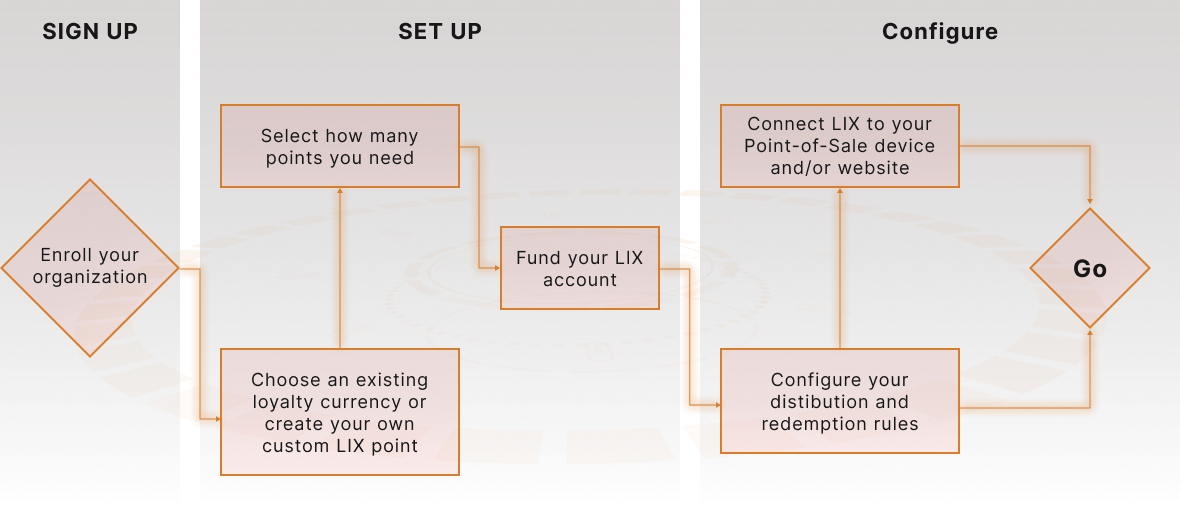 SIGN UP
SET UP
Configure
Enroll your
organization
Choose an existing
loyalty currency or
create your own
custom LIX point
Select how many
points you need
Fund your LIX
account
Configure your
distibution and
redemption rules
Connect LIX to your
Point-of-Sale device
and/or website
Go